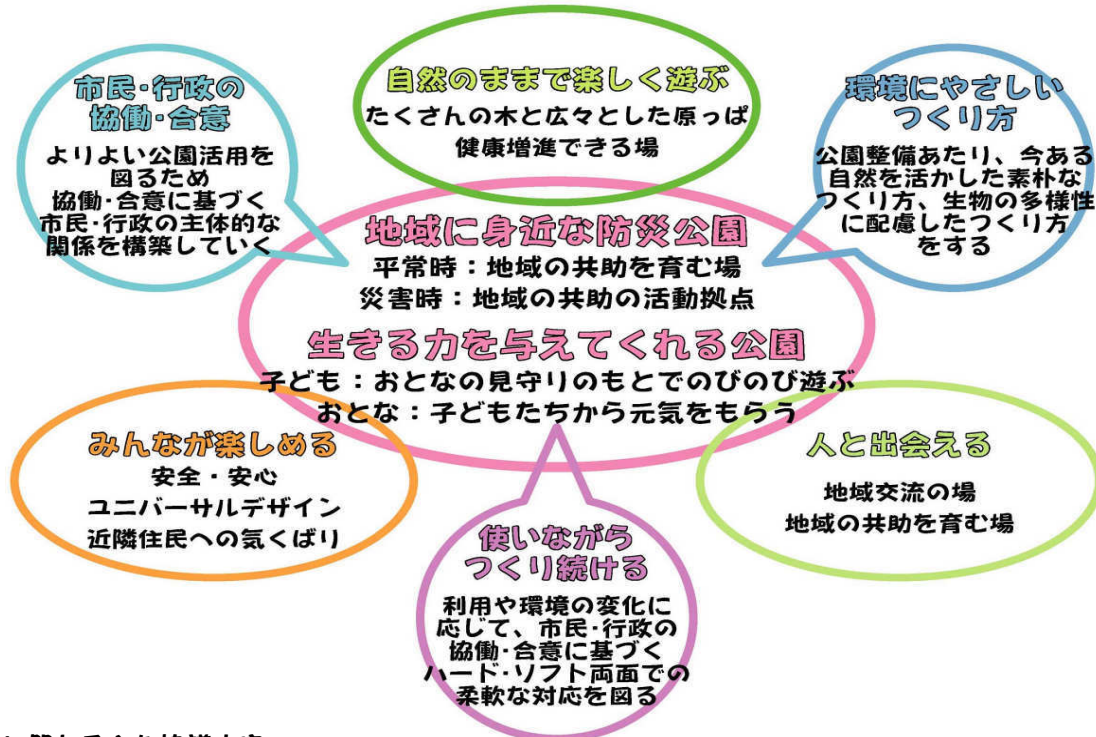 自然のままで楽しく遊ぶ
たくさんの木と広々とした原っぱ
健康増進できる場
市民・行政の
協働・合意
よりよい公園活用を
図るため
協働・合意に基づく
市民・行政の主体的な
関係を構築していく
環境にやさしい
つくり方
公園整備あたり、今ある
自然を活かした素朴な
つくり方、生物の多様性
に配慮したつくり方
をする
地域に身近な防災公園
平常時：地域の共助を育む場
災害時：地域の共助の活動拠点
生きる力を与えてくれる公園
子ども：おとなの見守りのもとでのびのび遊ぶ
おとな：子どもたちから元気をもらう
みんなが楽しめる
安全・安心
ユニバーサルデザイン
近隣住民への気くばり
人と出会える
地域交流の場
地域の共助を育む場
使いながら
つくり続ける
利用や環境の変化に
応じて、市民・行政の
協働・合意に基づく
ハード・ソフト両面での
柔軟な対応を図る